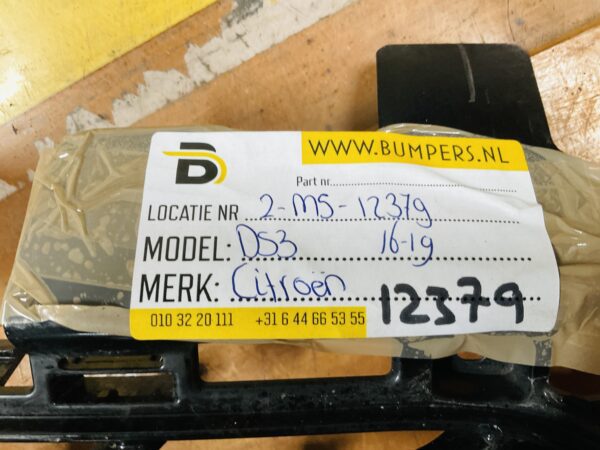 WWW.BUMPERS.NL
Part nr
LOCATIE NR 2-MS-12379
MODEL: DS3 16-19
MERK: Citroën
12379
010 32 20 111 +31 6 44 66 53 55